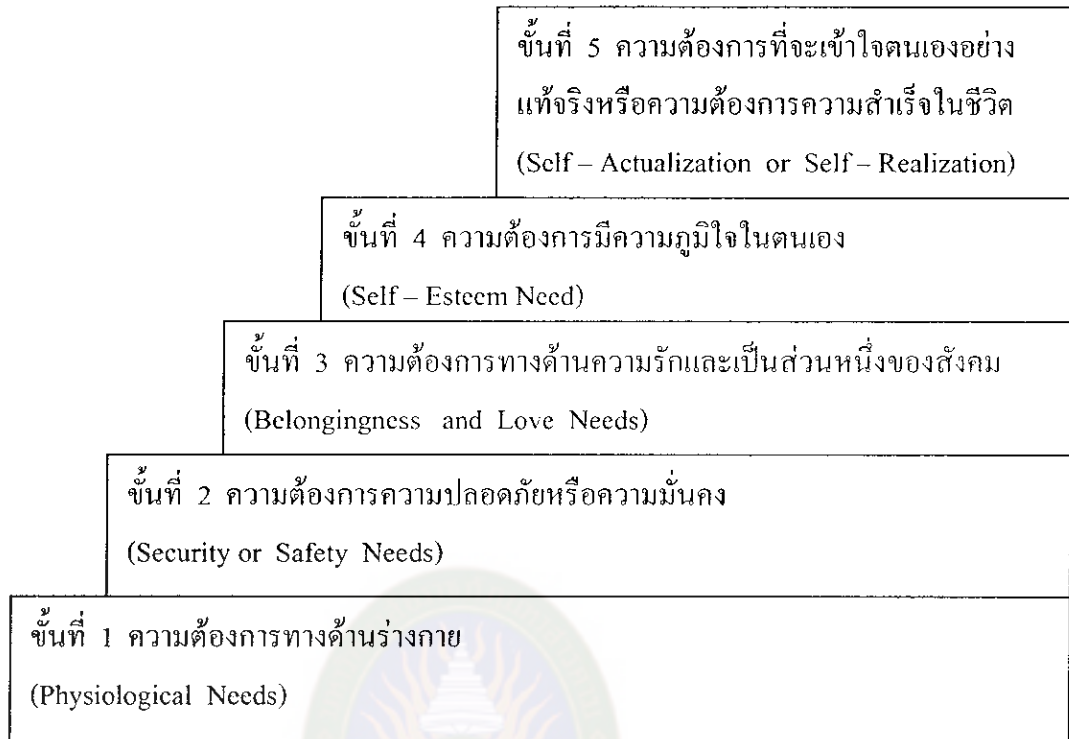 ขั้นที่ 5 ความต้องการที่จะเข้าใจตนเองอย่าง
แท้จริงหรือความต้องการความสำเร็จในชีวิต
(Self – Actualization or Self – Realization)
ขั้นที่ 4 ความต้องการมีความภูมิใจในตนเอง
(Self – Esteem Need)
ขั้นที่ 3 ความต้องการทางด้านความรักและเป็นส่วนหนึ่งของสังคม
(Belongingness and Love Needs)
ขั้นที่ 2 ความต้องการความปลอดภัยหรือความมั่นคง
(Security or Safety Needs)
ขั้นที่ 1 ความต้องการทางด้านร่างกาย
(Physiological Needs)